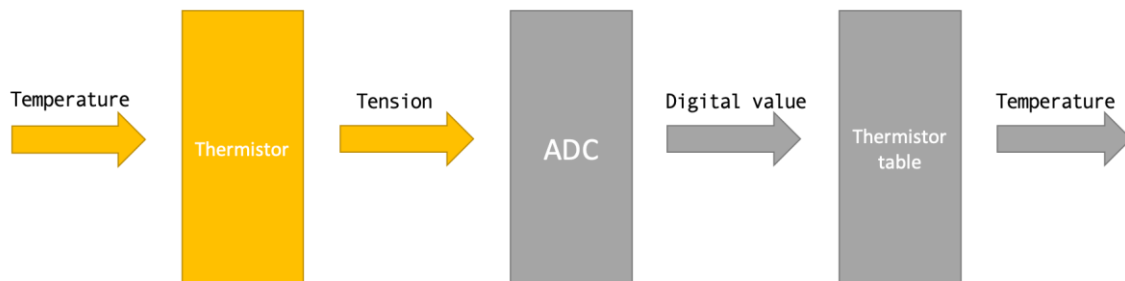 Temperature
Thermistor
Tension
ADC
Digital value
Thermistor
table
Temperature